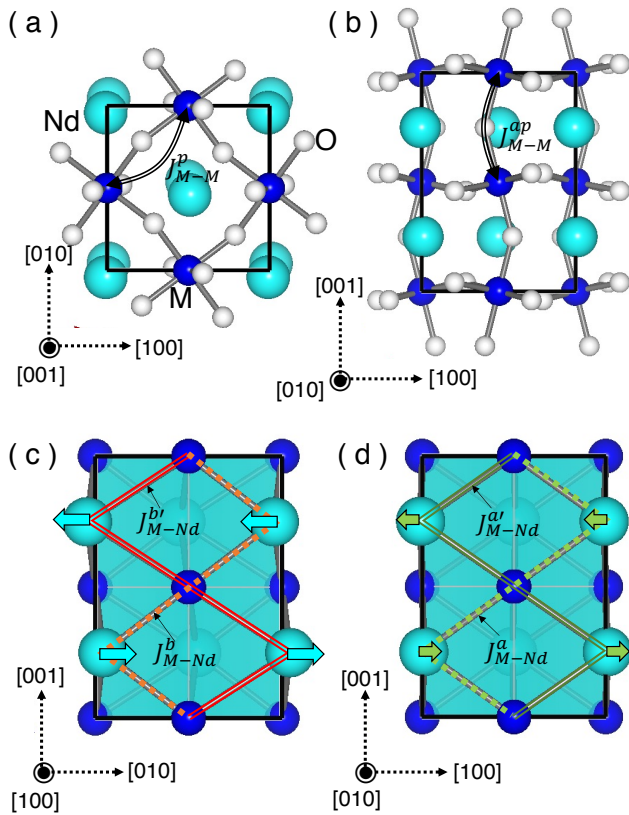 ( a )
( b )
Nd
O
J^p_{M-M}
J^{ap}_{M-M}
M
[010]
[100]
[001]
[001]
[100]
[010]
( c )
( d )
J^{b'}_{M-Nd}
J^{a'}_{M-Nd}
J^b_{M-Nd}
J^a_{M-Nd}
[001]
[010]
[100]
[001]
[100]
[010]